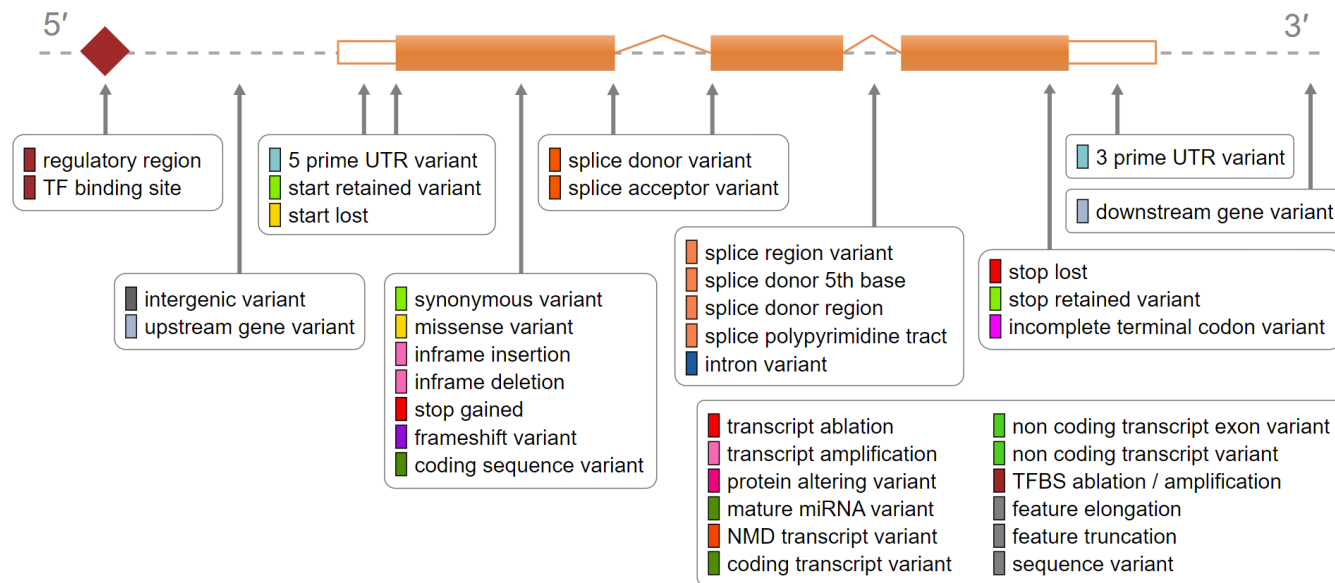 5′
3′
regulatory region
TF binding site
5 prime UTR variant
start retained variant
start lost
splice donor variant
splice acceptor variant
3 prime UTR variant
downstream gene variant
intergenic variant
upstream gene variant
synonymous variant
missense variant
inframe insertion
inframe deletion
stop gained
frameshift variant
coding sequence variant
splice region variant
splice donor 5th base
splice donor region
splice polypyrimidine tract
intron variant
stop lost
stop retained variant
incomplete terminal codon variant
transcript ablation
transcript amplification
protein altering variant
mature miRNA variant
NMD transcript variant
coding transcript variant
non coding transcript exon variant
non coding transcript variant
TFBS ablation / amplification
feature elongation
feature truncation
sequence variant